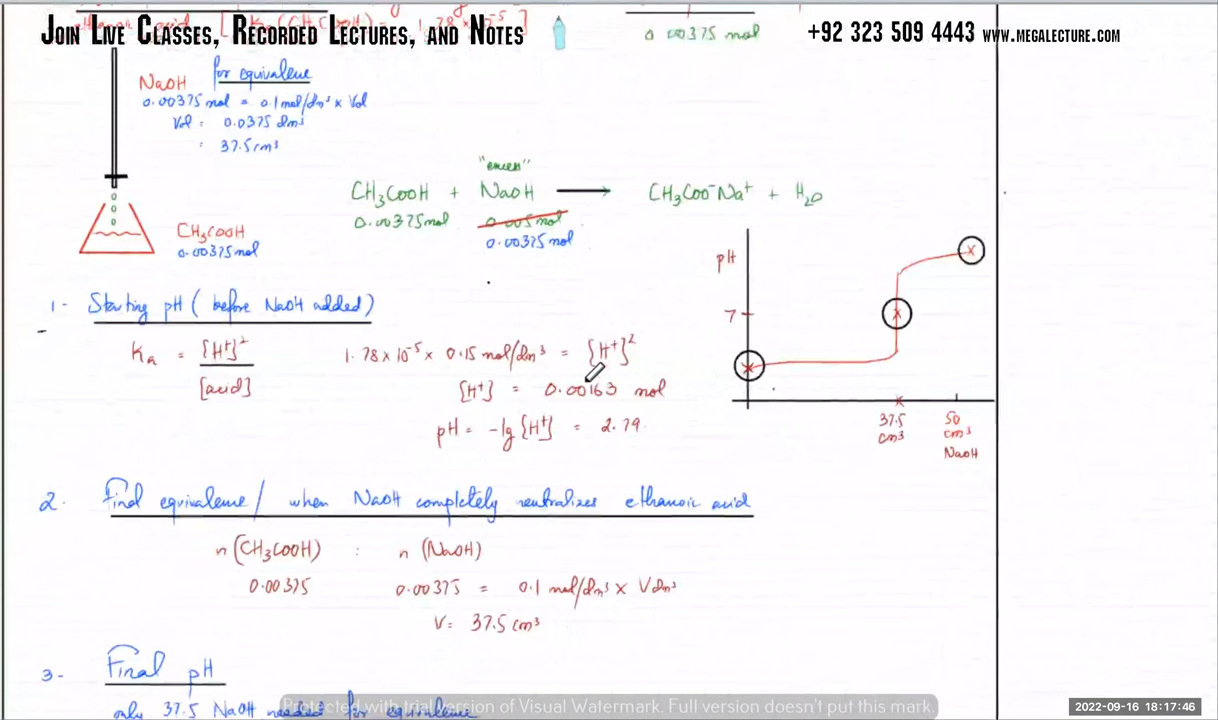 JOIN LIVE CLASSES, RECORDED LECTURES, AND NOTES
+92 323 509 4443 WWW.MEGALECTURE.COM
0.00375 mol
NaOH for equivalence
0.00375 mol = 0.1 mol/dm³ × Vol
Vol : 0.0375 dm³
: 37.5 cm³
"excess"
CH₃COOH + NaOH → CH₃COO⁻Na⁺ + H₂O
0.00375 mol 0.005 mol
0.00375 mol
CH₃COOH
0.00375 mol
pH
7
37.5 cm³
50 cm³ NaOH
1- Starting pH ( before NaOH added )
Ka = [H⁺]²
[acid]
1.78 × 10⁻⁵ × 0.15 mol/dm³ = [H⁺]²
[H⁺] = 0.00163 mol
pH = -lg [H⁺] = 2.79
2. Find equivalence / when NaOH completely neutralizes ethanoic acid
n (CH₃COOH) : n (NaOH)
0.00375 0.00375 = 0.1 mol/dm³ × V dm³
V = 37.5 cm³
3- Final pH
only 37.5 NaOH needed for equivalence
Protected with trial version of Visual Watermark. Full version doesn't put this mark.
2022-09-16 18:17:46